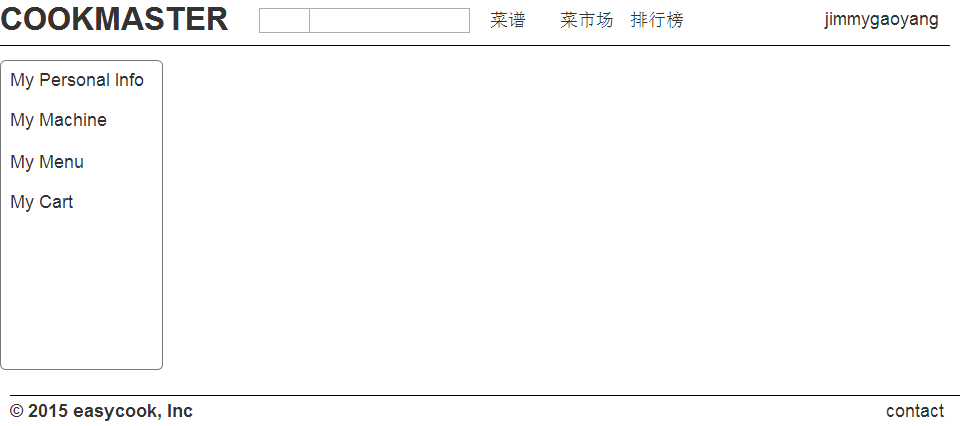 COOKMASTER 菜谱 菜市场 排行榜 jimmygaoyang
My Personal Info
My Machine
My Menu
My Cart
© 2015 easycook, Inc contact